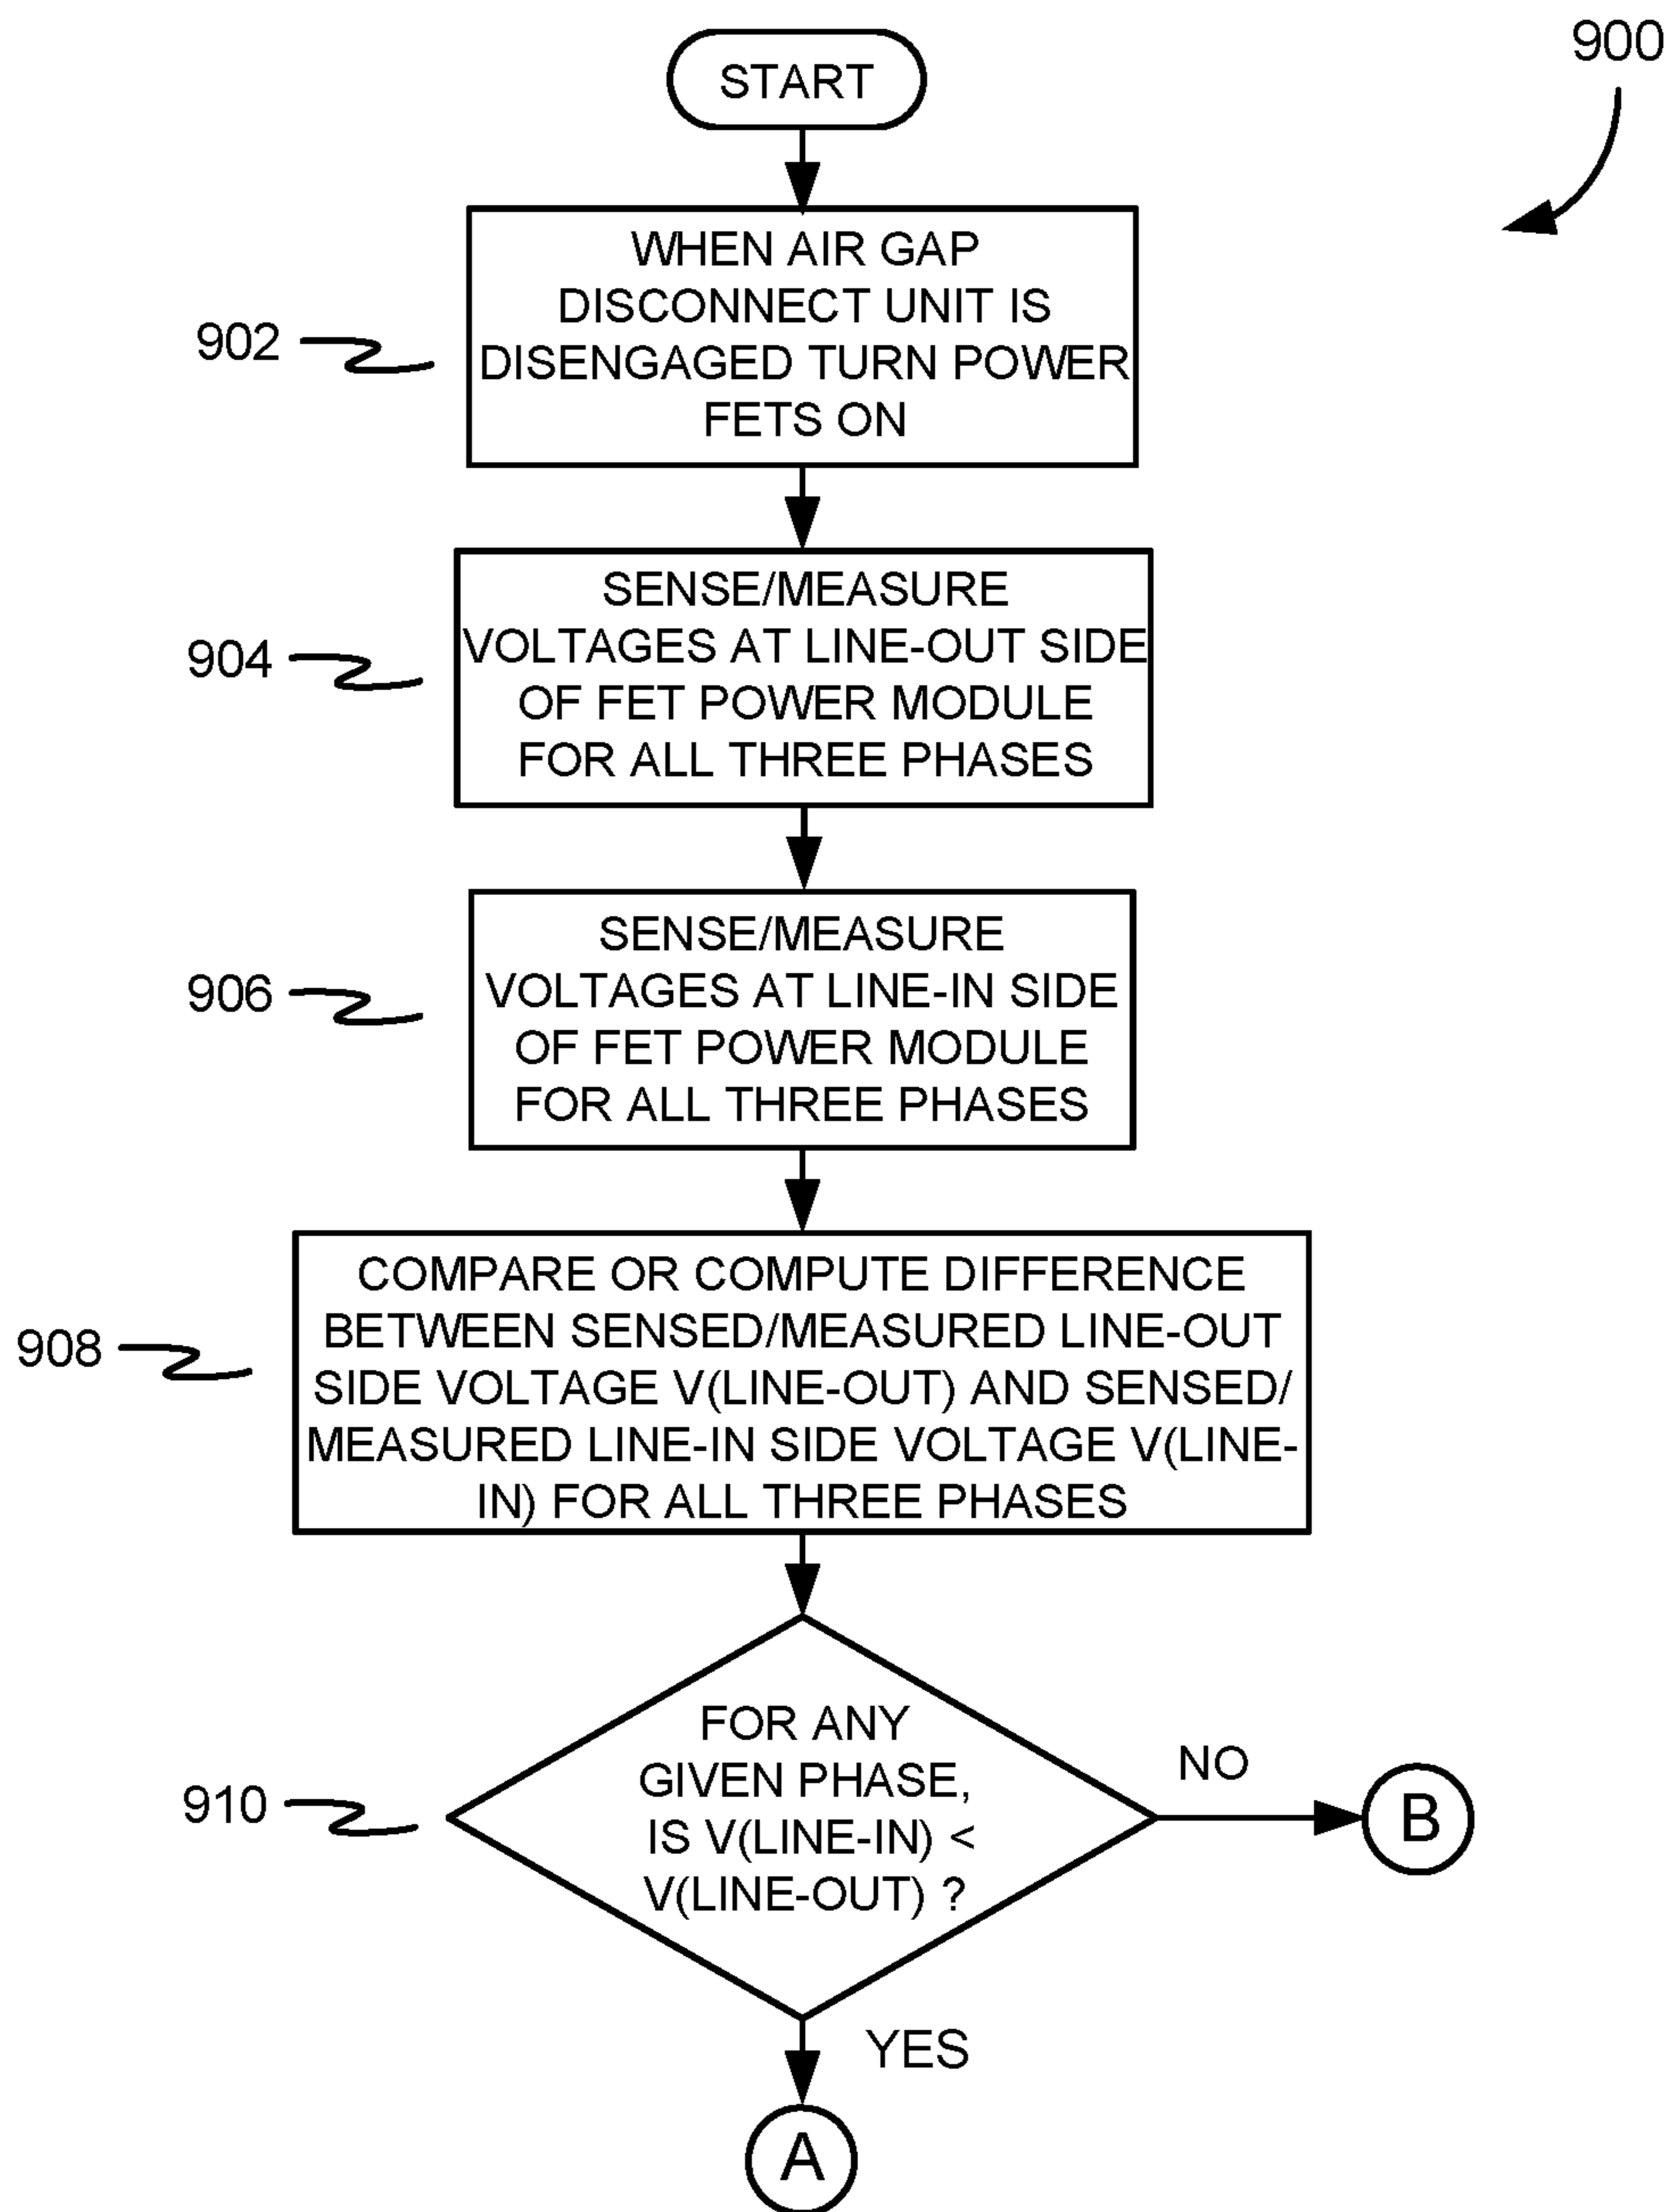 900
START
WHEN AIR GAP
DISCONNECT UNIT IS
DISENGAGED TURN POWER
FETS ON
902
SENSE/MEASURE
VOLTAGES AT LINE-OUT SIDE
OF FET POWER MODULE
FOR ALL THREE PHASES
904
SENSE/MEASURE
VOLTAGES AT LINE-IN SIDE
OF FET POWER MODULE
FOR ALL THREE PHASES
906
COMPARE OR COMPUTE DIFFERENCE
BETWEEN SENSED/MEASURED LINE-OUT
SIDE VOLTAGE V(LINE-OUT) AND SENSED/
MEASURED LINE-IN SIDE VOLTAGE V(LINE-
IN) FOR ALL THREE PHASES
908
FOR ANY
GIVEN PHASE,
IS V(LINE-IN) <
V(LINE-OUT) ?
910
NO
B
YES
A